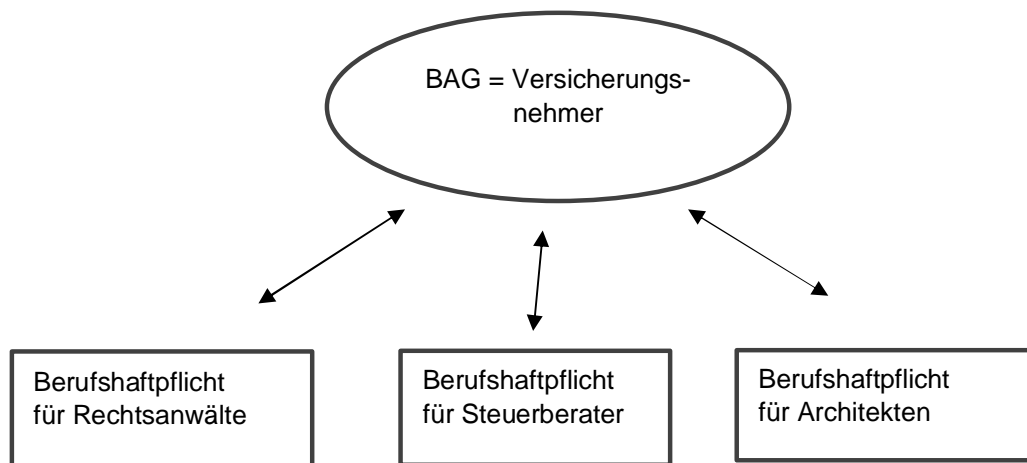 BAG = Versicherungs-
nehmer
Berufshaftpflicht
für Rechtsanwälte
Berufshaftpflicht
für Steuerberater
Berufshaftpflicht
für Architekten